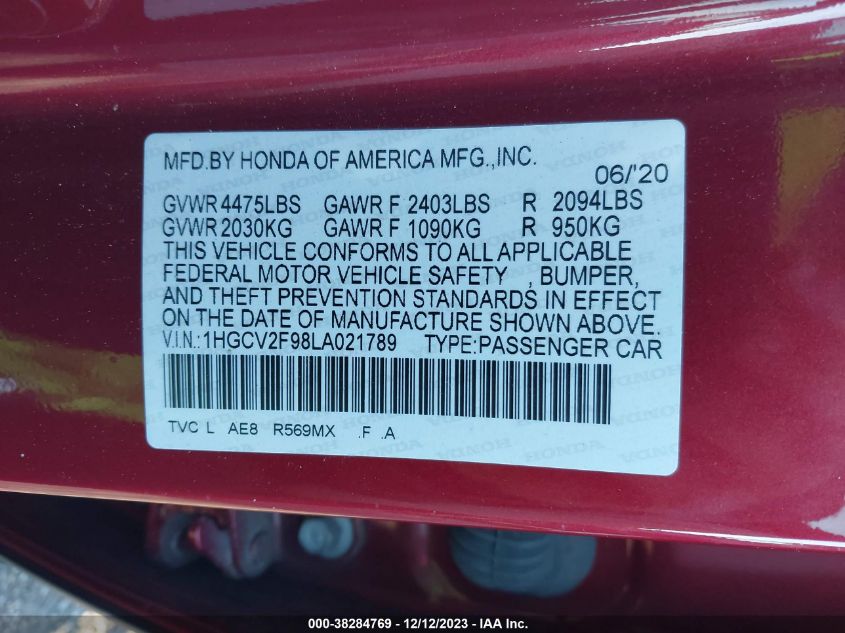 MFD.BY HONDA OF AMERICA MFG.,INC.
06/'20
GVWR 4475LBS GAWR F 2403LBS R 2094LBS
GVWR 2030KG GAWR F 1090KG R 950KG
THIS VEHICLE CONFORMS TO ALL APPLICABLE
FEDERAL MOTOR VEHICLE SAFETY , BUMPER,
AND THEFT PREVENTION STANDARDS IN EFFECT
ON THE DATE OF MANUFACTURE SHOWN ABOVE.
V.I.N.:1HGCV2F98LA021789 TYPE:PASSENGER CAR
TVC L AE8 R569MX .F .A
000-38284769 - 12/12/2023 - IAA Inc.